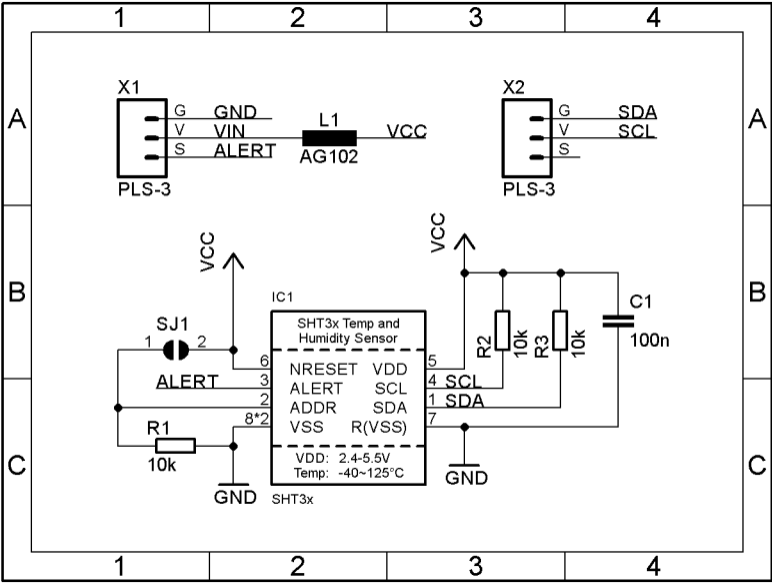 1 2 3 4
A A
X1 X2
G GND
V VIN
S ALERT
L1
AG102
VCC
G SDA
V SCL
S
PLS-3 PLS-3
B B
VCC VCC
IC1
SHT3x Temp and
Humidity Sensor
SJ1
1 2
C1
100n
R2 10k
R3 10k
6 NRESET VDD 5
ALERT 3 ALERT SCL 4 SCL
2 ADDR SDA 1 SDA
8*2 VSS R(VSS) 7
R1
10k
C C
VDD: 2.4-5.5V
Temp: -40~125°C
GND GND
SHT3x
1 2 3 4